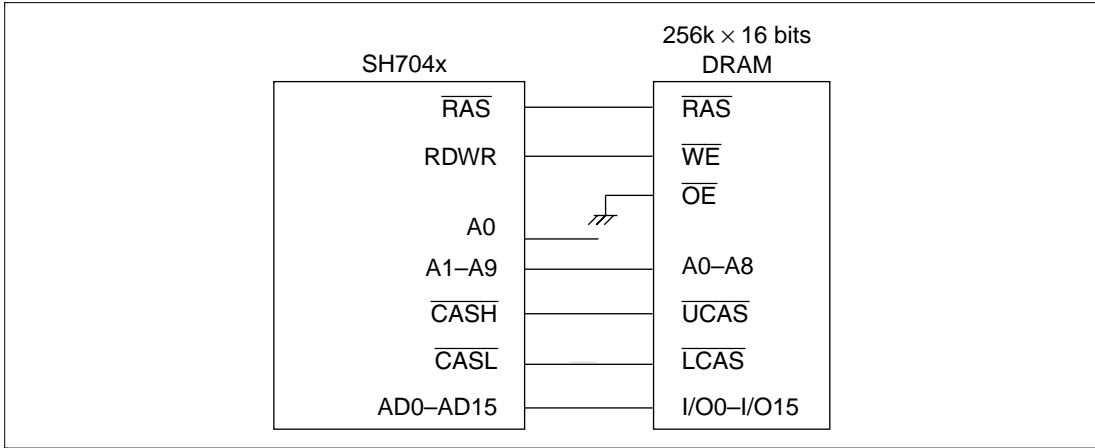 256k × 16 bits
SH704x DRAM
RAS RAS
RDWR WE
OE
A0
A1–A9 A0–A8
CASH UCAS
CASL LCAS
AD0–AD15 I/O0–I/O15